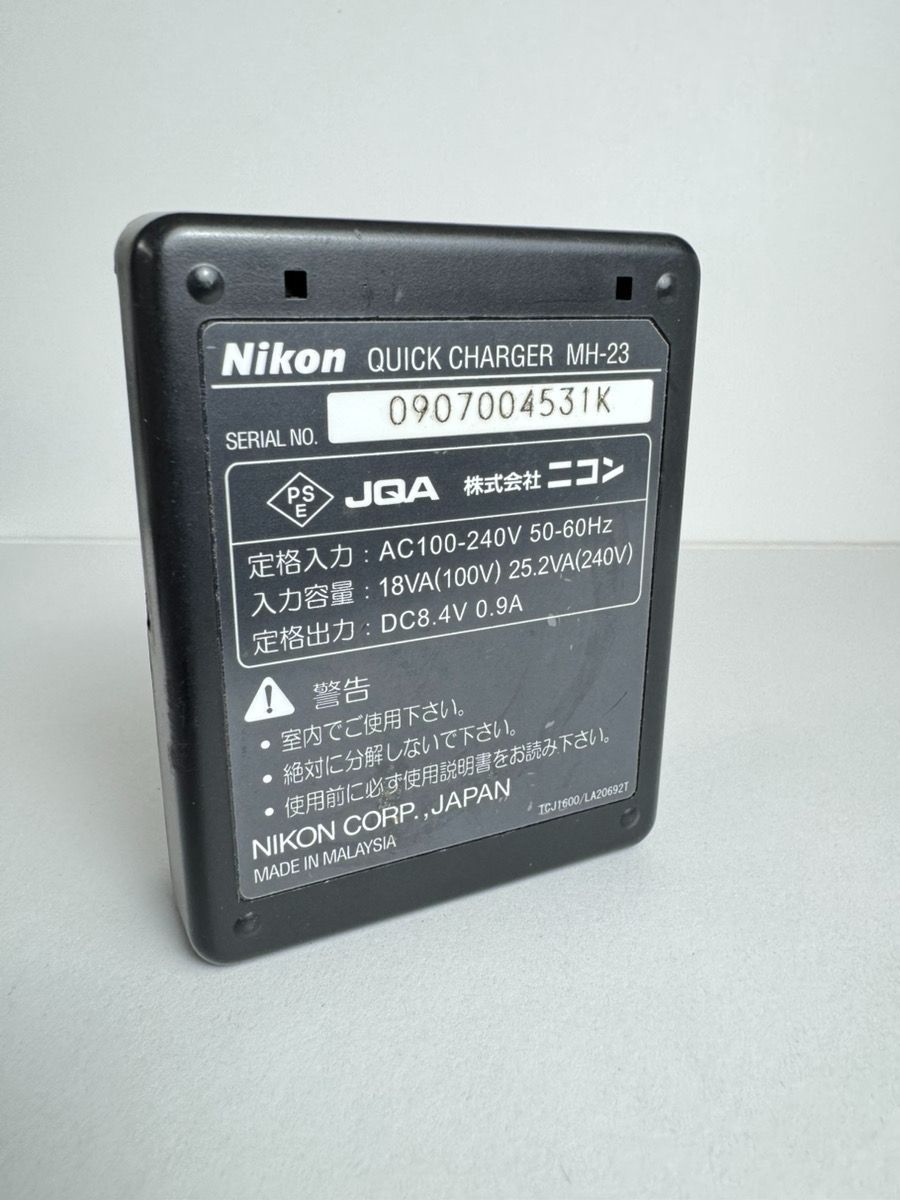 Nikon QUICK CHARGER MH-23
SERIAL NO. 0907004531K
PS
E
JQA 株式会社 ニコン
定格入力 : AC100-240V 50-60Hz
入力容量 : 18VA(100V) 25.2VA(240V)
定格出力 : DC8.4V 0.9A
警告
• 室内でご使用下さい。
• 絶対に分解しないで下さい。
• 使用前に必ず使用説明書をお読み下さい。
NIKON CORP.,JAPAN
MADE IN MALAYSIA
TCJ1600/LA20692T